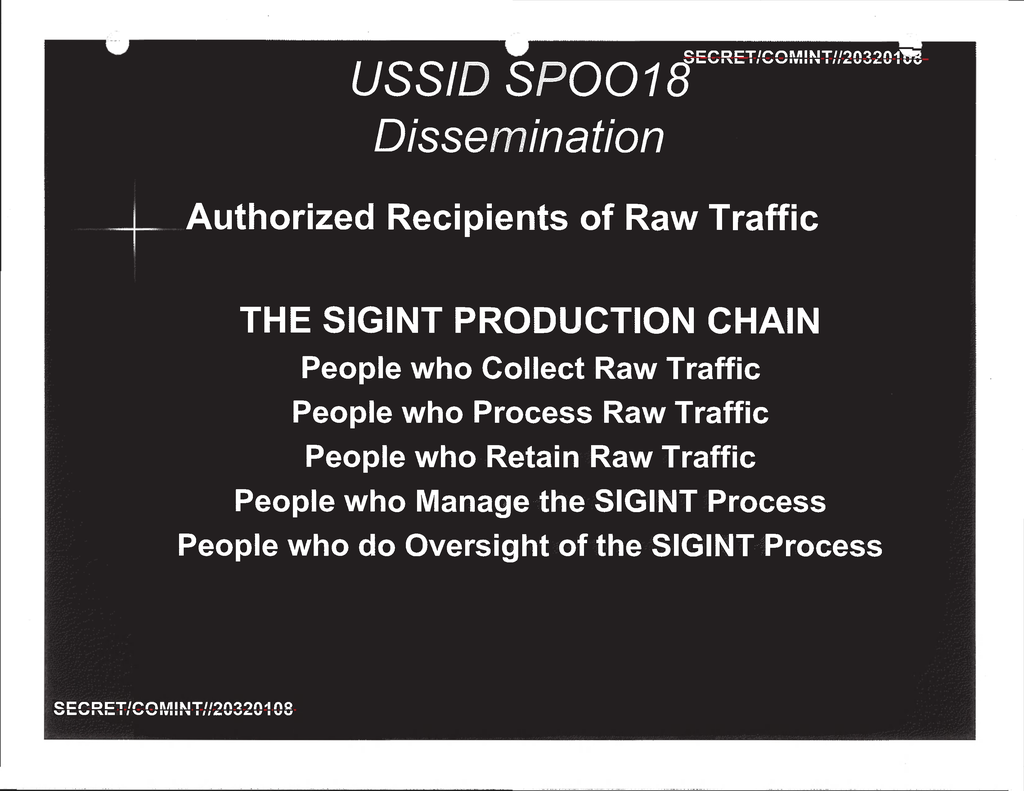 SECRET/COMINT//20320108
USSID SPOO18
Dissemination
Authorized Recipients of Raw Traffic
THE SIGINT PRODUCTION CHAIN
People who Collect Raw Traffic
People who Process Raw Traffic
People who Retain Raw Traffic
People who Manage the SIGINT Process
People who do Oversight of the SIGINT Process
SECRET/COMINT//20320108